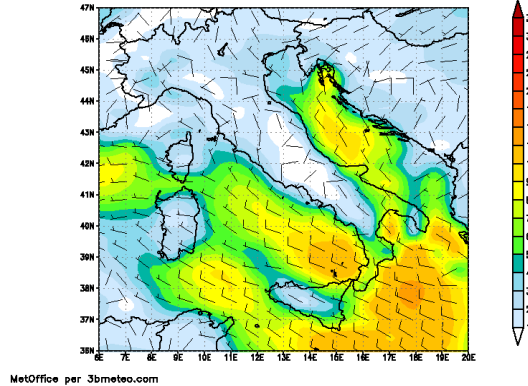 47N
46N
45N
44N
43N
42N
41N
40N
39N
38N
37N
36N
6E 7E 8E 9E 10E 11E 12E 13E 14E 15E 16E 17E 18E 19E 20E
MetOffice per 3bmeteo.com